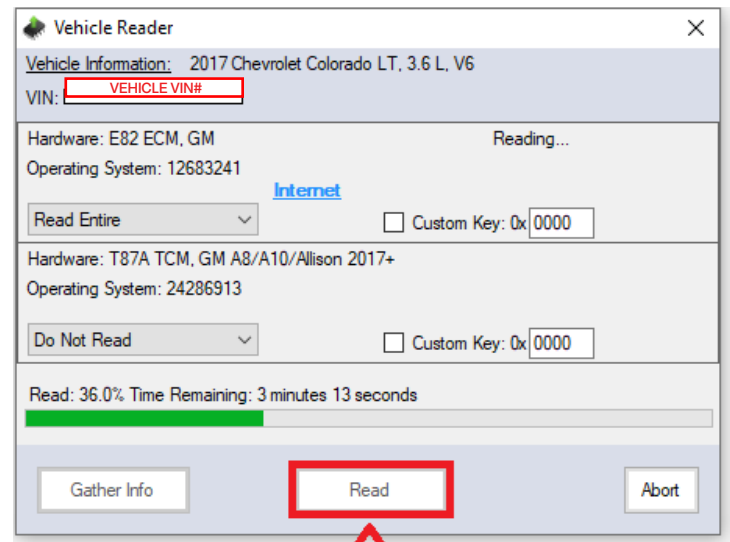 Vehicle Reader
Vehicle Information: 2017 Chevrolet Colorado LT, 3.6 L, V6
VIN: VEHICLE VIN#
Hardware: E82 ECM, GM Reading...
Operating System: 12683241
Internet
Read Entire Custom Key: 0x 0000
Hardware: T87A TCM, GM A8/A10/Allison 2017+
Operating System: 24286913
Do Not Read Custom Key: 0x 0000
Read: 36.0% Time Remaining: 3 minutes 13 seconds
Gather Info Read Abort